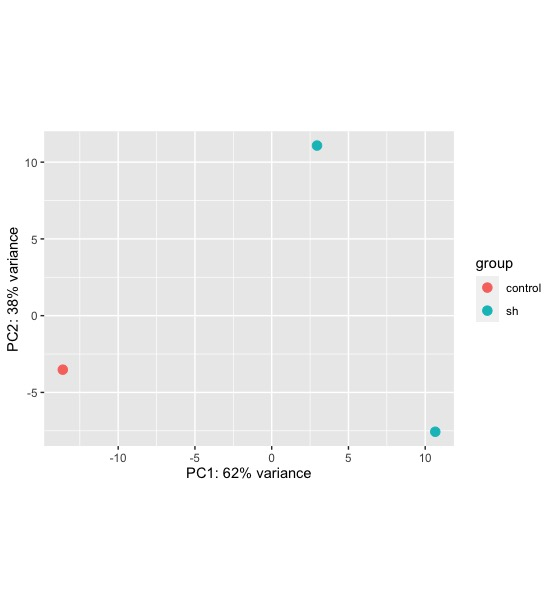 PC2: 38% variance
10
5
0
-5
-10
-5
0
5
10
PC1: 62% variance
group
control
sh